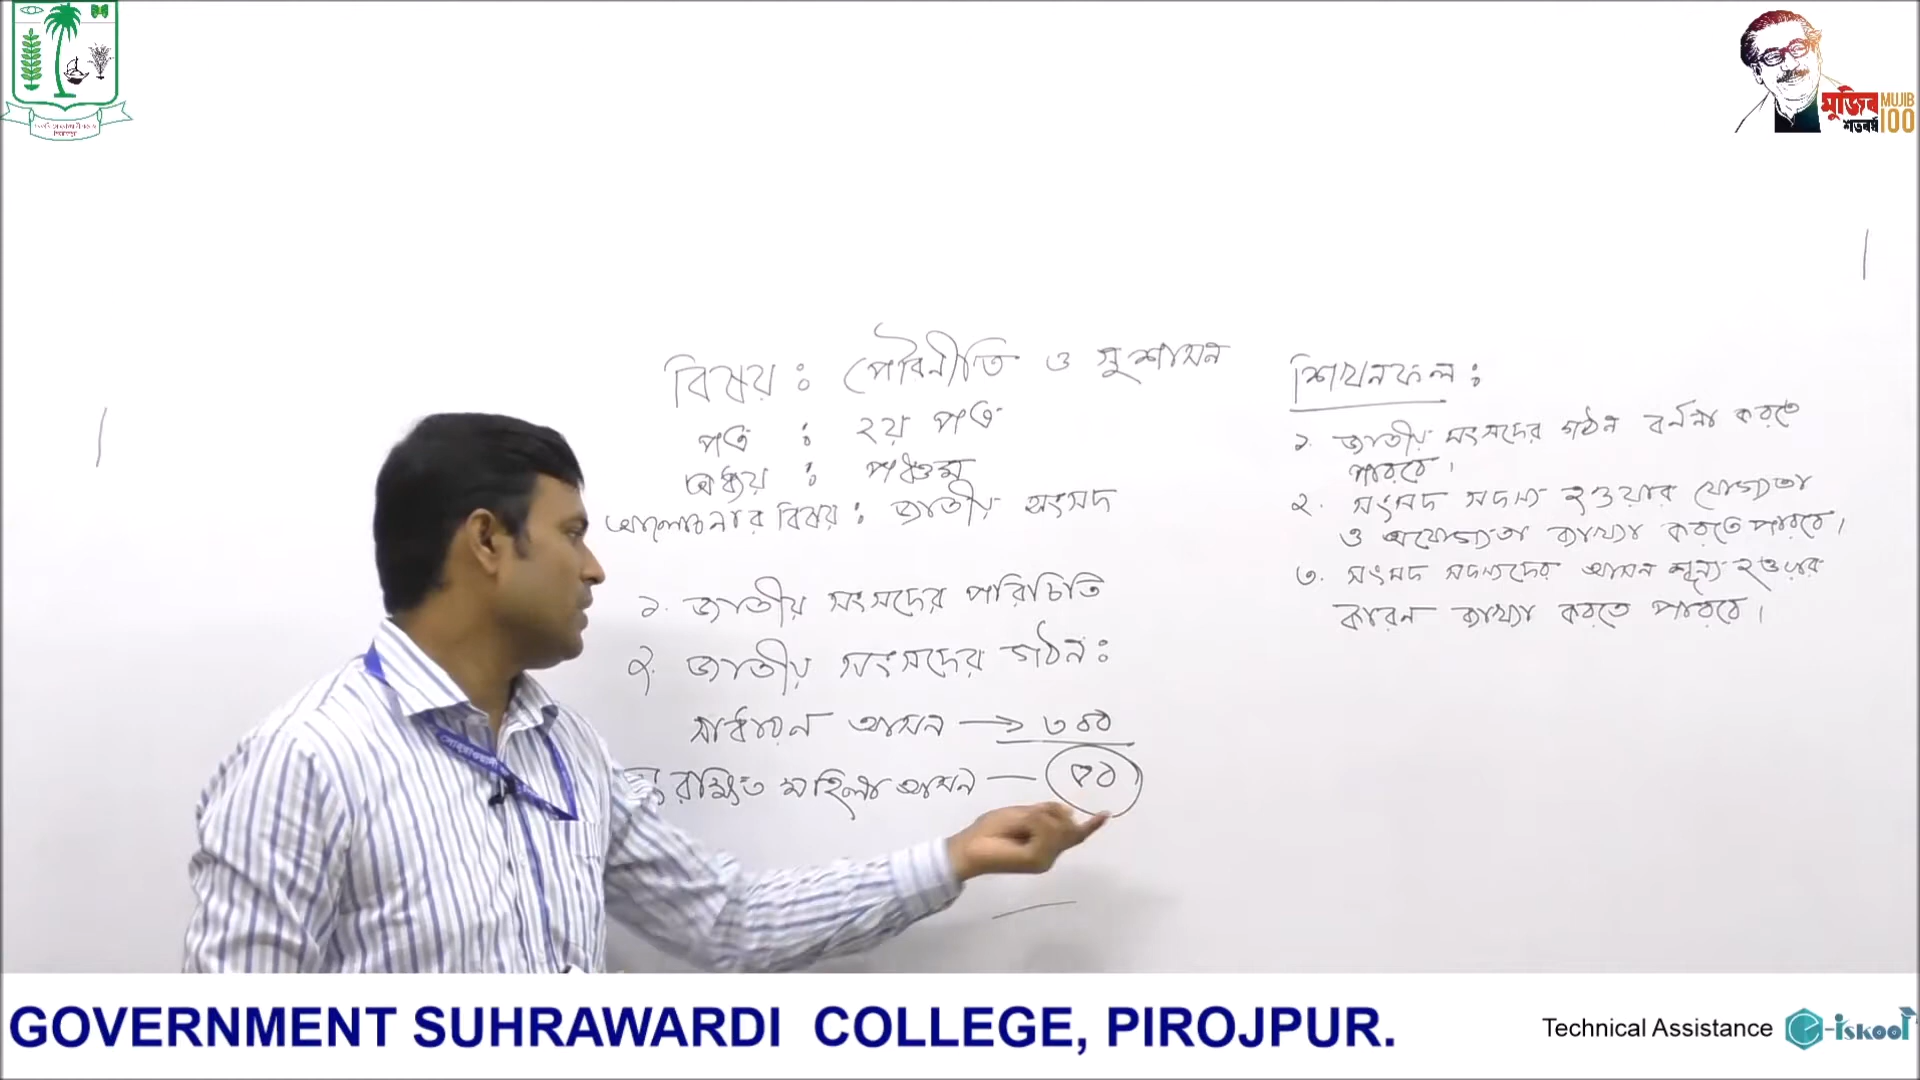 মুজিব
শতবর্ষ
MUJIB
100
বিষয় : পৌরনীতি ও সুশাসন
পত্র : ২য় পত্র
অধ্যায় : পঞ্চম
আলোচনার বিষয় : জাতীয় সংসদ
১. জাতীয় সংসদের পরিচিতি
২. জাতীয় সংসদের গঠন :
সাধারন আসন → ৩০০
রক্ষিত মহিলা আসন — ৫০
শিখনফল :
১. জাতীয় সংসদের গঠন বর্ননা করতে
পারবে।
২. সংসদ সদস্য হওয়ার যোগ্যতা
ও অযোগ্যতা ব্যাখ্যা করতে পারবে।
৩. সংসদ সদস্যদের আসন শূন্য হওয়ার
কারন ব্যাখ্যা করতে পারবে।
GOVERNMENT SUHRAWARDI COLLEGE, PIROJPUR.
Technical Assistance e-iskool